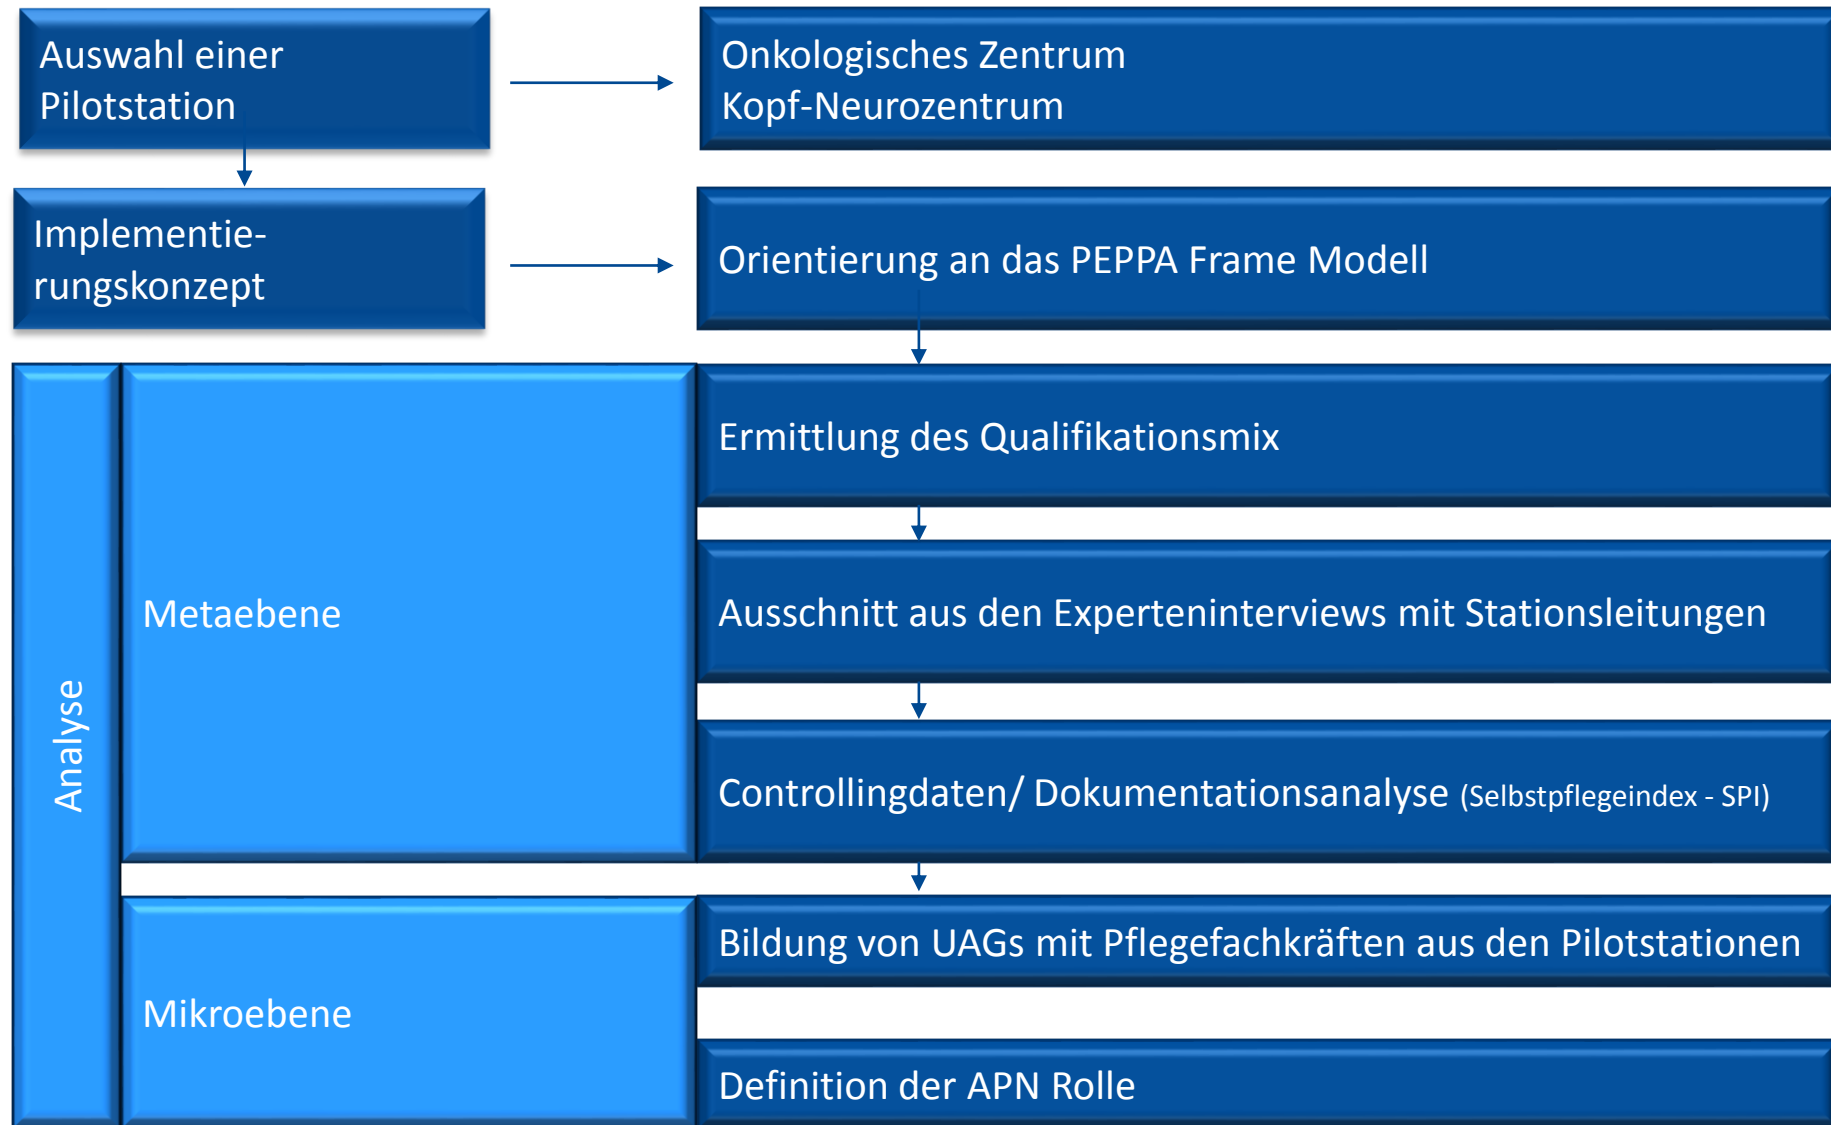 Auswahl einer
Pilotstation
Onkologisches Zentrum
Kopf-Neurozentrum
Implementie-
rungskonzept
Orientierung an das PEPPA Frame Modell
Analyse
Metaebene
Ermittlung des Qualifikationsmix
Ausschnitt aus den Experteninterviews mit Stationsleitungen
Controllingdaten/ Dokumentationsanalyse (Selbstpflegeindex - SPI)
Mikroebene
Bildung von UAGs mit Pflegefachkräften aus den Pilotstationen
Definition der APN Rolle